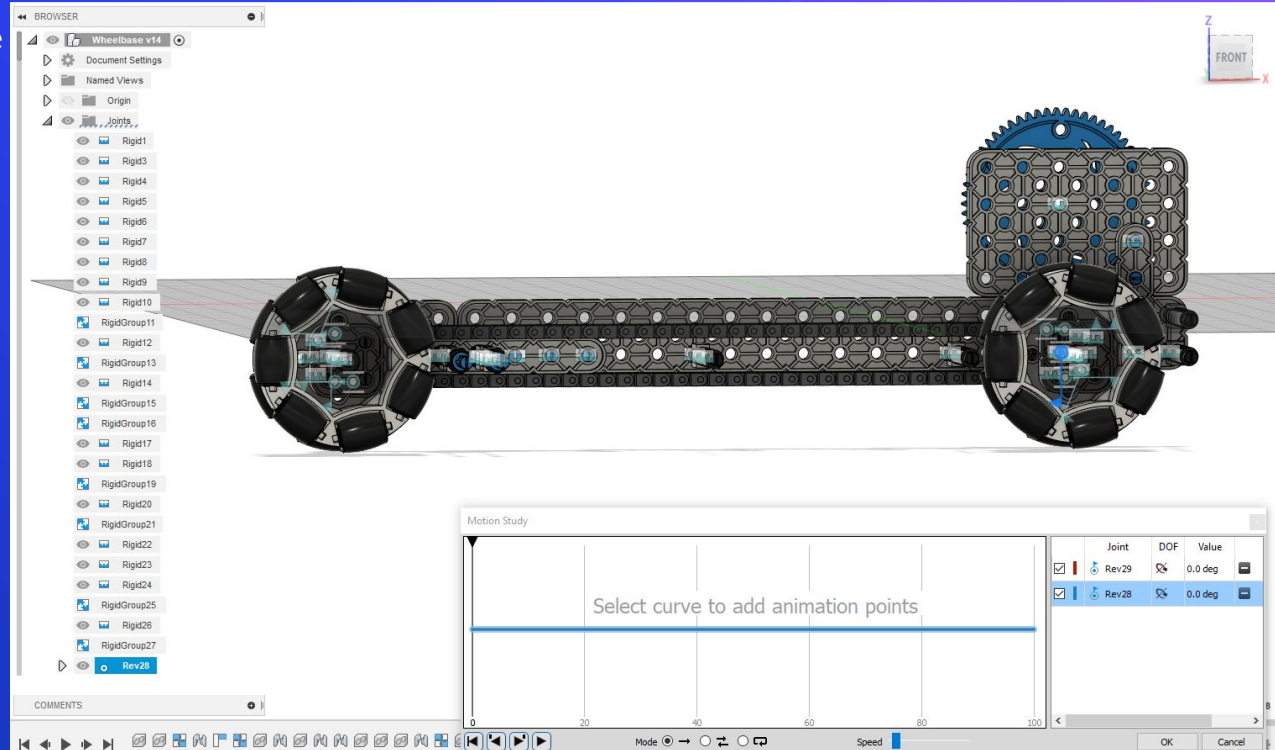 BROWSER
Wheelbase v14
Document Settings
Named Views
Origin
Joints
Rigid1
Rigid3
Rigid4
Rigid5
Rigid6
Rigid7
Rigid8
Rigid9
Rigid10
RigidGroup11
Rigid12
RigidGroup13
Rigid14
RigidGroup15
RigidGroup16
Rigid17
Rigid18
RigidGroup19
Rigid20
RigidGroup21
Rigid22
Rigid23
Rigid24
RigidGroup25
Rigid26
RigidGroup27
Rev28
COMMENTS
Z
FRONT
X
Motion Study
Select curve to add animation points
0 20 40 60 80 100
Joint DOF Value
Rev29 0.0 deg
Rev28 0.0 deg
Mode Speed
OK Cancel